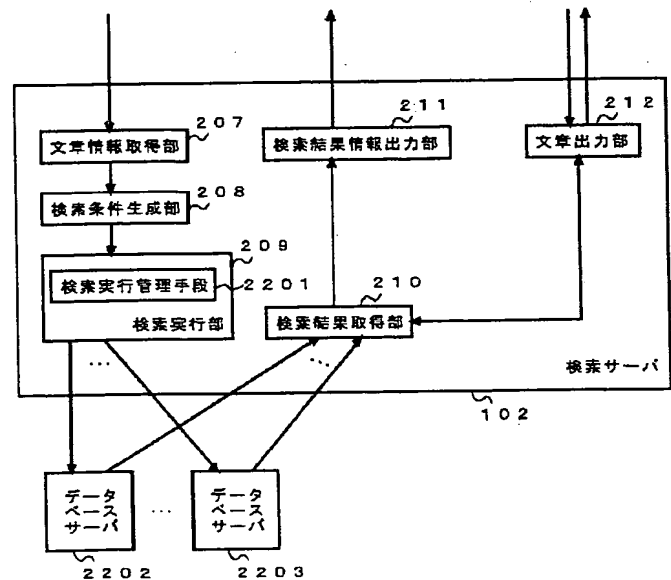 207
文章情報取得部
208
検索条件生成部
209
検索実行管理手段
2201
検索実行部
211
検索結果情報出力部
212
文章出力部
210
検索結果取得部
...
...
検索サーバ
102
データ
ベース
サーバ
...
データ
ベース
サーバ
2202
2203